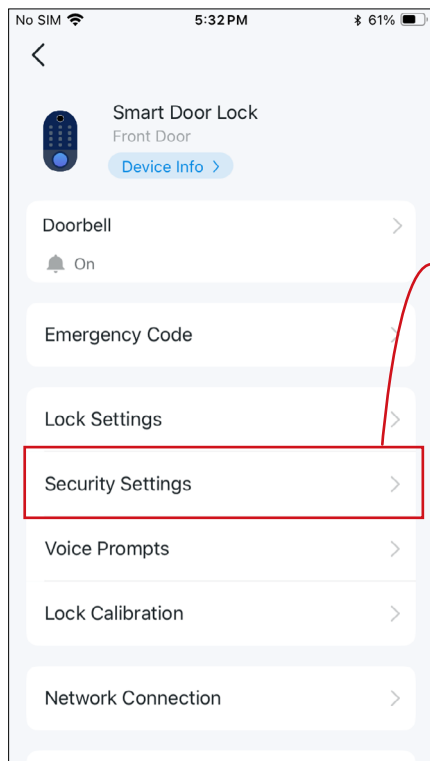 No SIM 5:32 PM 61%
Smart Door Lock
Front Door
Device Info >
Doorbell
On
Emergency Code
Lock Settings
Security Settings
Voice Prompts
Lock Calibration
Network Connection